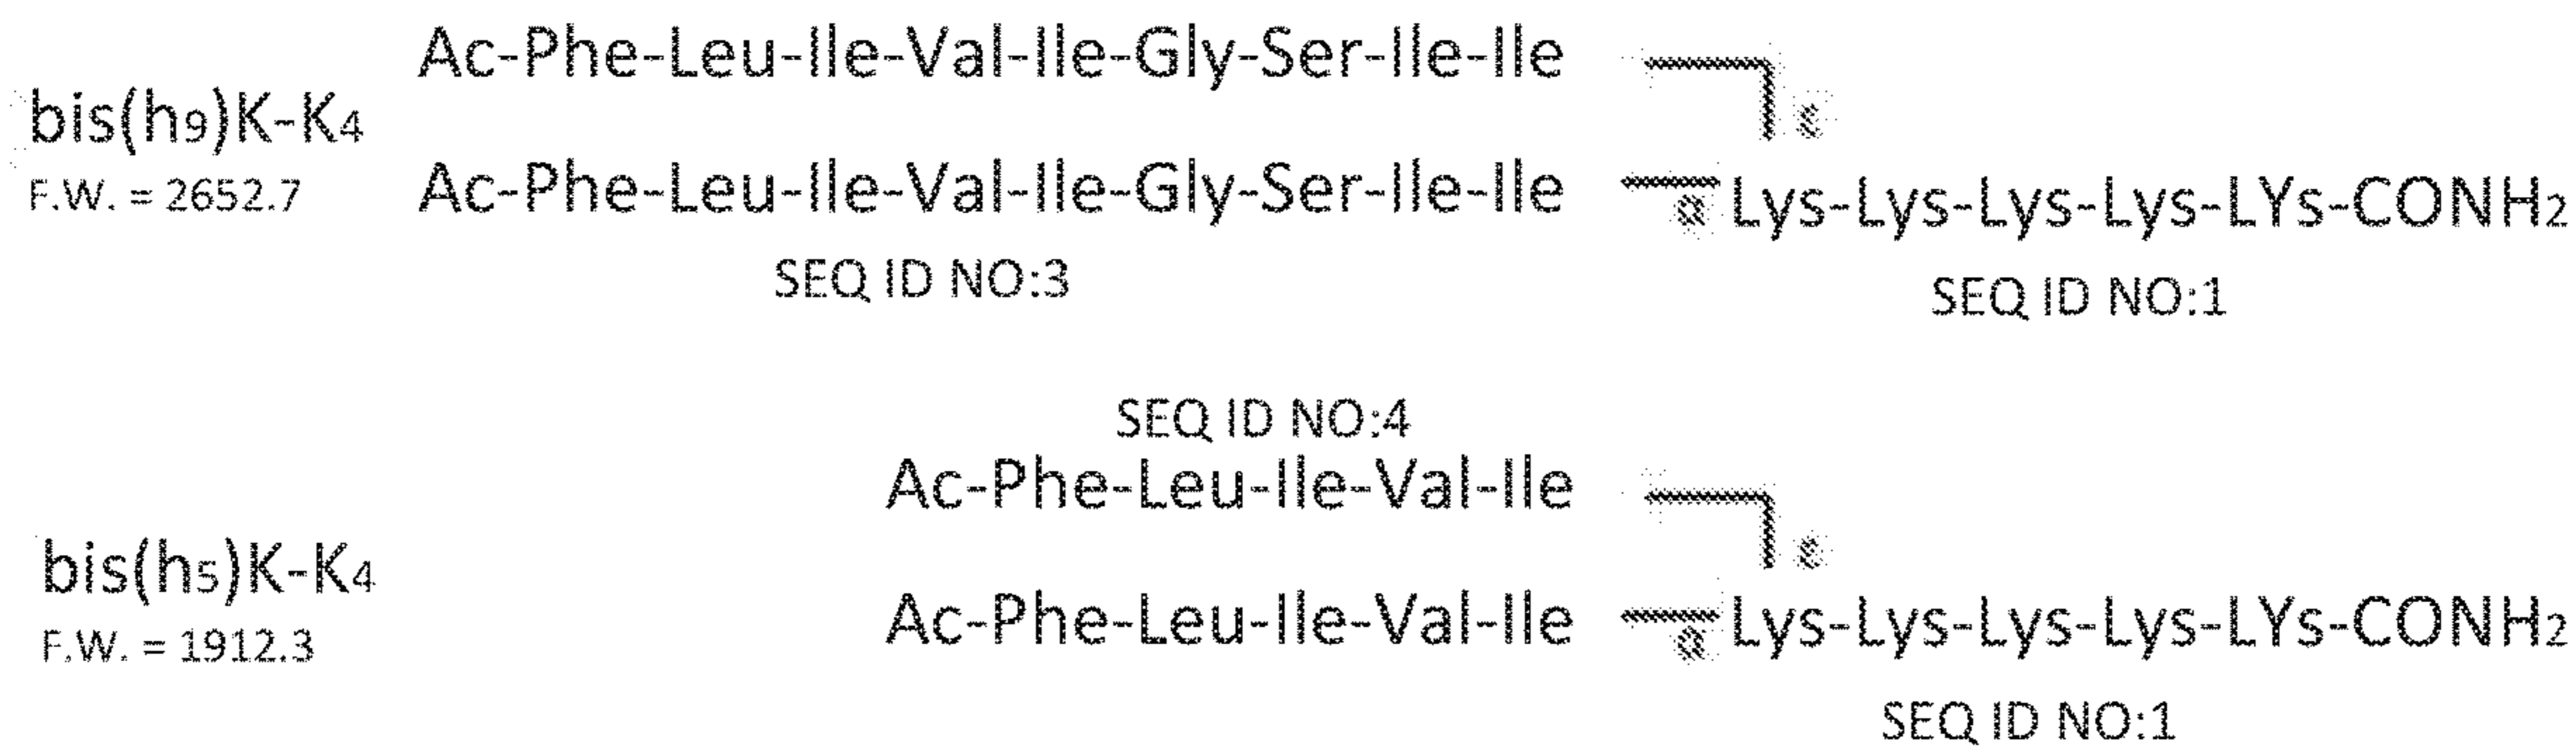 Ac-Phe-Leu-Ile-Val-Ile-Gly-Ser-Ile-Ile
bis(h₉)K-K₄
ε
F.W. = 2652.7
Ac-Phe-Leu-Ile-Val-Ile-Gly-Ser-Ile-Ile
α Lys-Lys-Lys-Lys-LYs-CONH₂
SEQ ID NO:3
SEQ ID NO:1
SEQ ID NO:4
Ac-Phe-Leu-Ile-Val-Ile
bis(h₅)K-K₄
ε
F.W. = 1912.3
Ac-Phe-Leu-Ile-Val-Ile
α Lys-Lys-Lys-Lys-LYs-CONH₂
SEQ ID NO:1